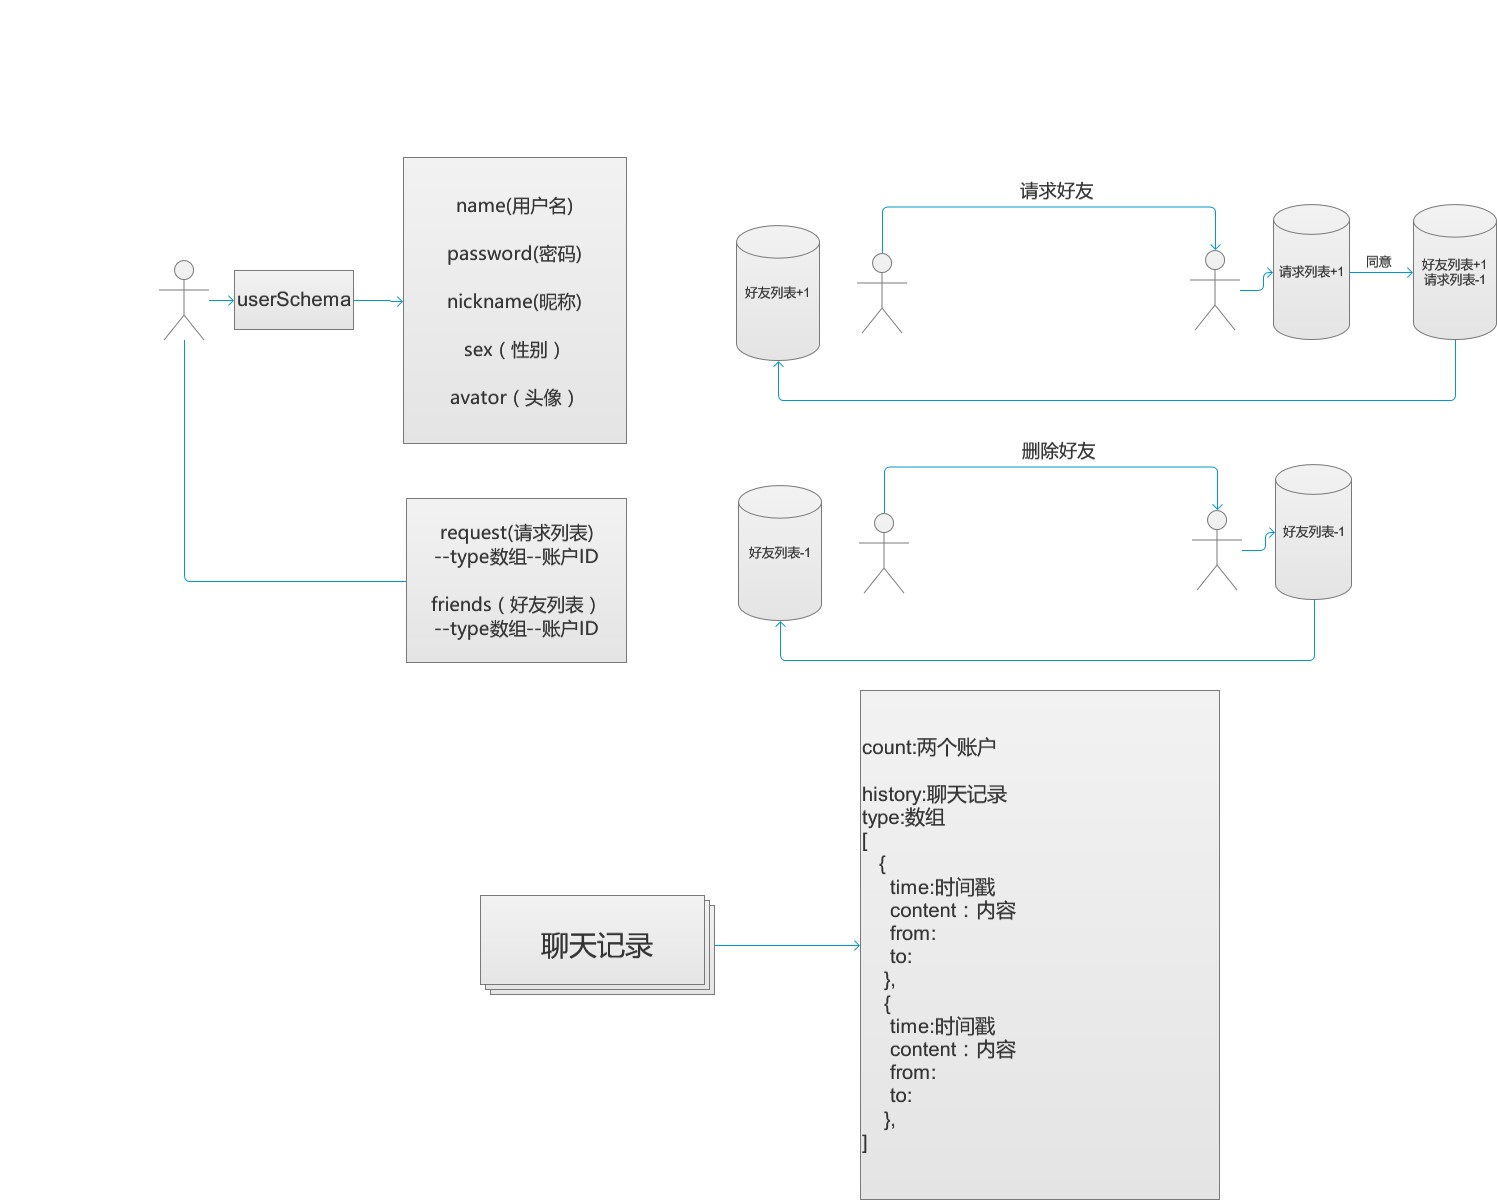 userSchema
name(用户名)
password(密码)
nickname(昵称)
sex（性别）
avator（头像）
request(请求列表)
--type数组--账户ID
friends（好友列表）
--type数组--账户ID
请求好友
好友列表+1
请求列表+1
同意
好友列表+1
请求列表-1
删除好友
好友列表-1
好友列表-1
聊天记录
count:两个账户
history:聊天记录
type:数组
[
{
time:时间戳
content：内容
from:
to:
},
{
time:时间戳
content：内容
from:
to:
},
]